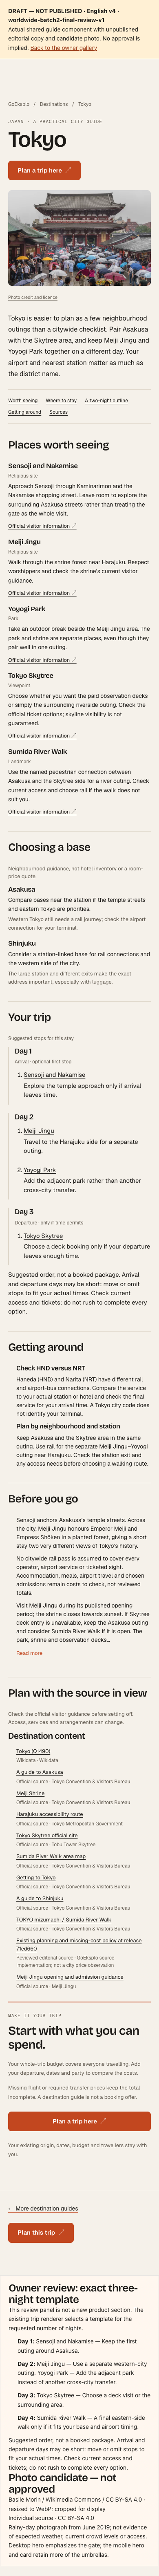 DRAFT — NOT PUBLISHED · English v4 ·
worldwide-batch2-final-review-v1
Actual shared guide component with unpublished
editorial copy and candidate photo. No approval is
implied. Back to the owner gallery
GoEkspio / Destinations / Tokyo
JAPAN · A PRACTICAL CITY GUIDE
Tokyo
Plan a trip here ↗
Photo credit and license
Tokyo is easier to plan as a few neighbourhood
outings than a citywide checklist. Pair Asakusa
with the Skytree area, and keep Meiji Jingu and
Yoyogi Park together on a different day. Your
airport and nearest station matter as much as
the district name.
Worth seeing Where to stay A two-night outline
Getting around Sources
Places worth seeing
Sensoji and Nakamise
Religious site
Approach Sensoji through Kaminarimon and the
Nakamise shopping street. Leave room to explore the
surrounding Asakusa streets rather than treating the
gate as the whole visit.
Official visitor information ↗
Meiji Jingu
Religious site
Walk through the shrine forest near Harajuku. Respect
worshippers and check the shrine's current visitor
guidance.
Official visitor information ↗
Yoyogi Park
Park
Take an outdoor break beside the Meiji Jingu area. The
park and shrine are separate places, even though they
pair well in one outing.
Official visitor information ↗
Tokyo Skytree
Viewpoint
Choose whether you want the paid observation decks
or simply the surrounding riverside outing. Check the
official ticket options; skyline visibility is not
guaranteed.
Official visitor information ↗
Sumida River Walk
Landmark
Use the named pedestrian connection between
Asakusa and the Skytree side for a river outing. Check
current access and choose rail if the walk does not
suit you.
Official visitor information ↗
Choosing a base
Neighbourhood guidance, not hotel inventory or a room-
price quote.
Asakusa
Compare bases near the station if the temple streets
and eastern Tokyo are priorities.
Western Tokyo still needs a rail journey; check the airport
connection for your terminal.
Shinjuku
Consider a station-linked base for rail connections and
the western side of the city.
The large station and different exits make the exact
address important, especially with luggage.
Your trip
Suggested stops for this stay
Day 1
Arrival · optional first stop
1. Sensoji and Nakamise
Explore the temple approach only if arrival
leaves time.
Day 2
1. Meiji Jingu
Travel to the Harajuku side for a separate
outing.
2. Yoyogi Park
Add the adjacent park rather than another
cross-city transfer.
Day 3
Departure · only if time permits
1. Tokyo Skytree
Choose a deck booking only if your departure
leaves enough time.
Suggested order, not a booked package. Arrival and
departure days may be short: move or omit stops
to fit your actual times. Check current
access and tickets; do not rush to complete every
option.
Getting around
Check HND versus NRT
Haneda (HND) and Narita (NRT) have different rail
and airport-bus connections. Compare the service
to your actual station or hotel and check the final
service for your arrival time. A Tokyo city code does
not identify your terminal.
Plan by neighbourhood and station
Keep Asakusa and the Skytree area in the same
outing. Use rail for the separate Meiji Jingu–Yoyogi
outing near Harajuku. Check the station exit and
any access needs before choosing a walking route.
Before you go
Sensoji anchors Asakusa's temple streets. Across
the city, Meiji Jingu honours Emperor Meiji and
Empress Shōken in a planted forest, giving a short
stay two very different views of Tokyo's history.
No citywide rail pass is assumed to cover every
operator, airport service or ticketed sight.
Accommodation, meals, airport travel and chosen
admissions need costs to check, not reviewed
totals.
Visit Meiji Jingu during its published opening
period; the shrine closes towards sunset. If Skytree
deck entry is unavailable, keep the Asakusa outing
and consider Sumida River Walk if it is open. The
park, shrine and observation decks...
Read more
Plan with the source in view
Check the official visitor guidance before setting off.
Access, services and arrangements can change.
Destination content
Tokyo (Q1490)
Wikidata · Wikidata
A guide to Asakusa
Official source · Tokyo Convention & Visitors Bureau
Meiji Shrine
Official source · Tokyo Convention & Visitors Bureau
Harajuku accessibility route
Official source · Tokyo Metropolitan Government
Tokyo Skytree official site
Official source · Tobu Tower Skytree
Sumida River Walk area map
Official source · Tokyo Convention & Visitors Bureau
Getting to Tokyo
Official source · Tokyo Convention & Visitors Bureau
A guide to Shinjuku
Official source · Tokyo Convention & Visitors Bureau
TOKYO mizumachi / Sumida River Walk
Official source · Tokyo Convention & Visitors Bureau
Existing planning and missing-cost policy at release
71ed660
Reviewed editorial source · GoEkspio source
implementation; not a city price observation
Meiji Jingu opening and admission guidance
Official source · Meiji Jingu
MAKE IT YOUR TRIP
Start with what you can
spend.
Your whole-trip budget covers everyone travelling. Add
your departure, dates and party to compare the costs.
Missing flight or required transfer prices keep the total
incomplete. A destination guide is not a booking offer.
Plan a trip here ↗
Your existing origin, dates, budget and travellers stay with
you.
← More destination guides
Plan this trip ↗
Owner review: exact three-
night template
This review panel is not a new product section. The
existing trip renderer selects a template for the
requested number of nights.
Day 1: Sensoji and Nakamise — Keep the first
outing around Asakusa.
Day 2: Meiji Jingu — Use a separate western-city
outing. Yoyogi Park — Add the adjacent park
instead of another cross-city transfer.
Day 3: Tokyo Skytree — Choose a deck visit or the
surrounding area.
Day 4: Sumida River Walk — A final eastern-side
walk only if it fits your base and airport timing.
Suggested order, not a booked package. Arrival and
departure days may be short: move or omit stops to
fit your actual times. Check current access and
tickets; do not rush to complete every option.
Photo candidate — not
approved
Basile Morin / Wikimedia Commons / CC BY-SA 4.0 ·
resized to WebP; cropped for display
Individual source · CC BY-SA 4.0
Rainy-day photograph from June 2019; not evidence
of expected weather, current crowd levels or access.
Desktop hero emphasizes the gate; the mobile hero
and card retain more of the umbrellas.